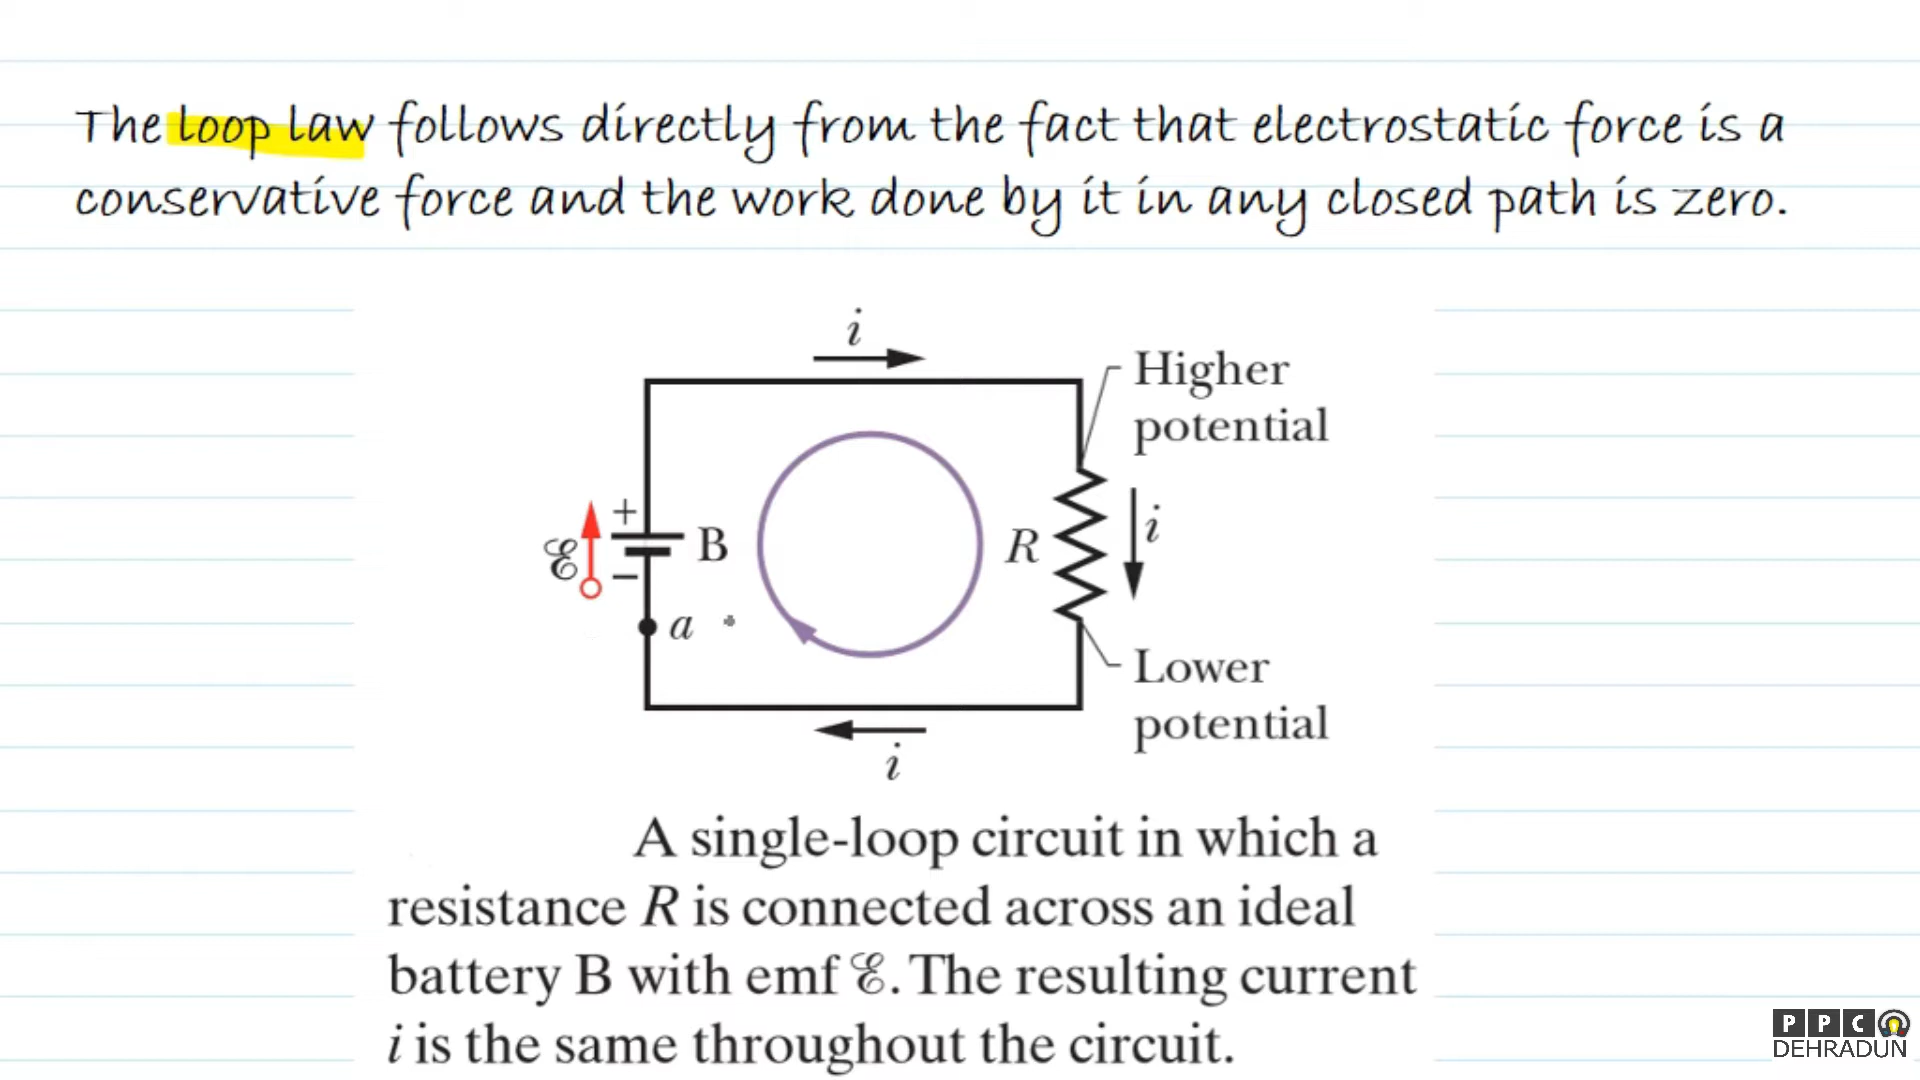 The loop law follows directly from the fact that electrostatic force is a
conservative force and the work done by it in any closed path is zero.
i
Higher
potential
+
ℰ
B
R
i
−
a
Lower
potential
i
A single-loop circuit in which a
resistance R is connected across an ideal
battery B with emf ℰ. The resulting current
i is the same throughout the circuit.
PPC
DEHRADUN